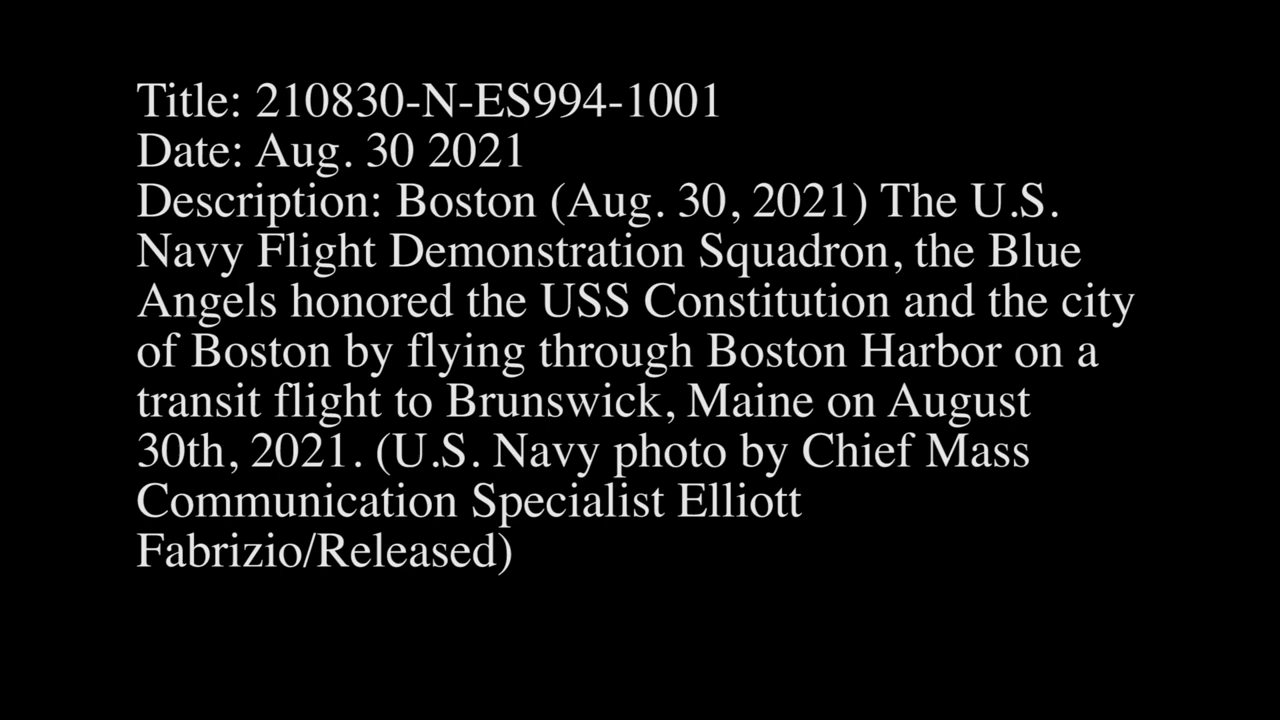 Title: 210830-N-ES994-1001
Date: Aug. 30 2021
Description: Boston (Aug. 30, 2021) The U.S.
Navy Flight Demonstration Squadron, the Blue
Angels honored the USS Constitution and the city
of Boston by flying through Boston Harbor on a
transit flight to Brunswick, Maine on August
30th, 2021. (U.S. Navy photo by Chief Mass
Communication Specialist Elliott
Fabrizio/Released)